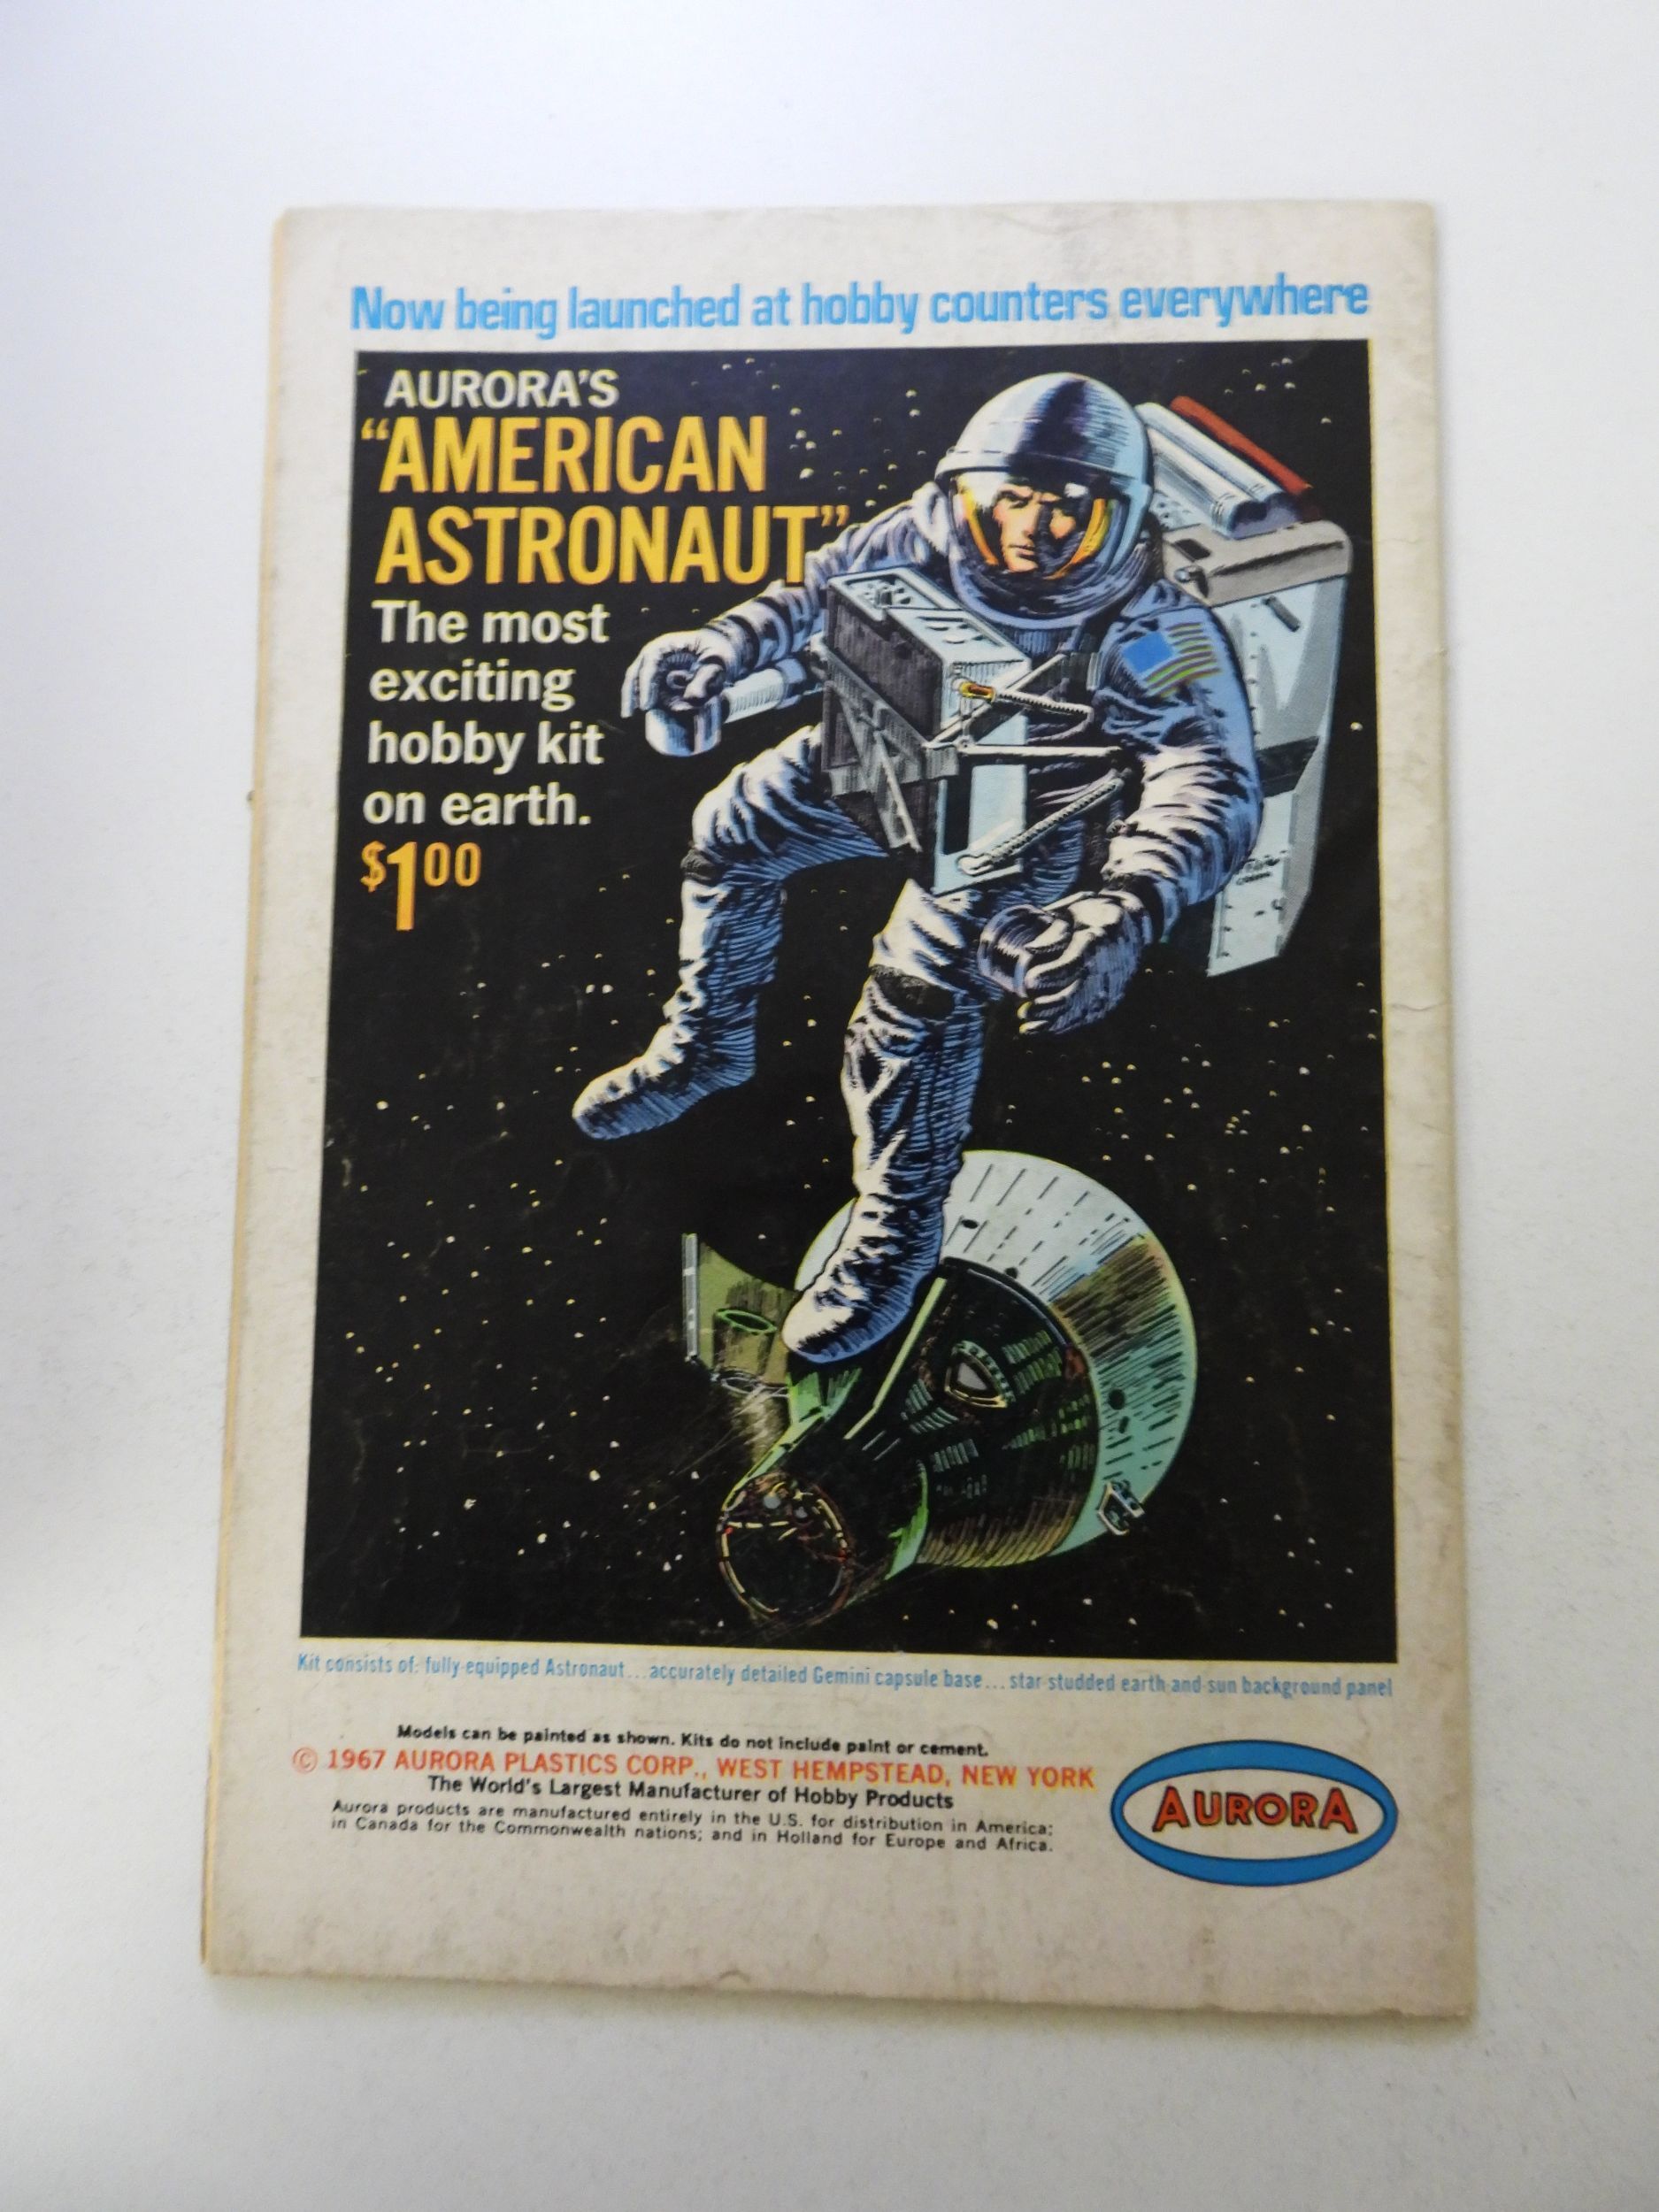 Now being launched at hobby counters everywhere
AURORA'S
“AMERICAN
ASTRONAUT”
The most
exciting
hobby kit
on earth.
$1.00
Kit consists of: fully equipped Astronaut...accurately detailed Gemini capsule base...star studded earth and sun background panel
Models can be painted as shown. Kits do not include paint or cement.
© 1967 AURORA PLASTICS CORP., WEST HEMPSTEAD, NEW YORK
The World's Largest Manufacturer of Hobby Products
Aurora products are manufactured entirely in the U.S. for distribution in America;
in Canada for the Commonwealth nations; and in Holland for Europe and Africa.
AURORA